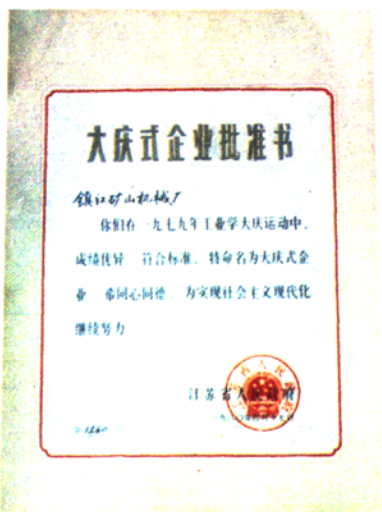 大庆式企业批准书
镇江矿山机械厂
你们在一九七九年工业学大庆运动中,
成绩优异、符合标准、特命名为大庆式企
业 希同心同德、为实现社会主义现代化
继续努力
江苏省人民政府